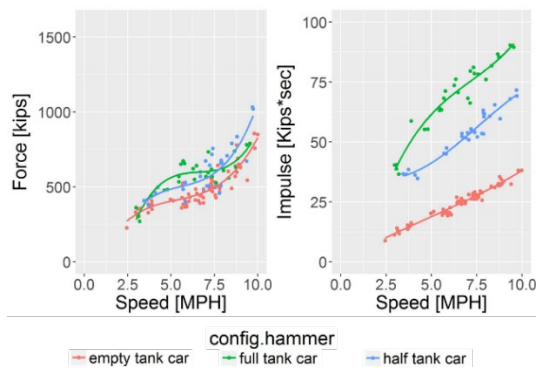 1500
1000
500
0
Force [kips]
0.0 2.5 5.0 7.5 10.0
Speed [MPH]
100
75
50
25
0
Impulse [Kips*sec]
0.0 2.5 5.0 7.5 10.0
Speed [MPH]
config.hammer
empty tank car full tank car half tank car